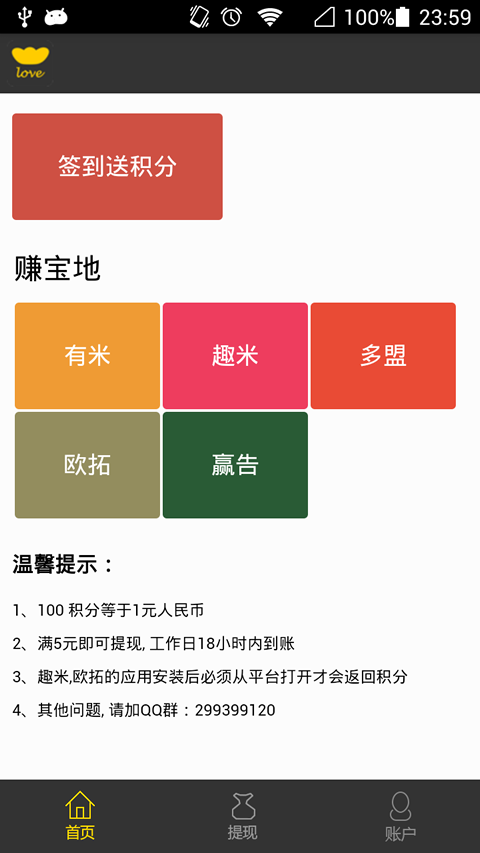 100% 23:59
love
签到送积分
赚宝地
有米 趣米 多盟
欧拓 赢告
温馨提示：
1、100 积分等于1元人民币
2、满5元即可提现, 工作日18小时内到账
3、趣米,欧拓的应用安装后必须从平台打开才会返回积分
4、其他问题, 请加QQ群：299399120
首页 提现 账户